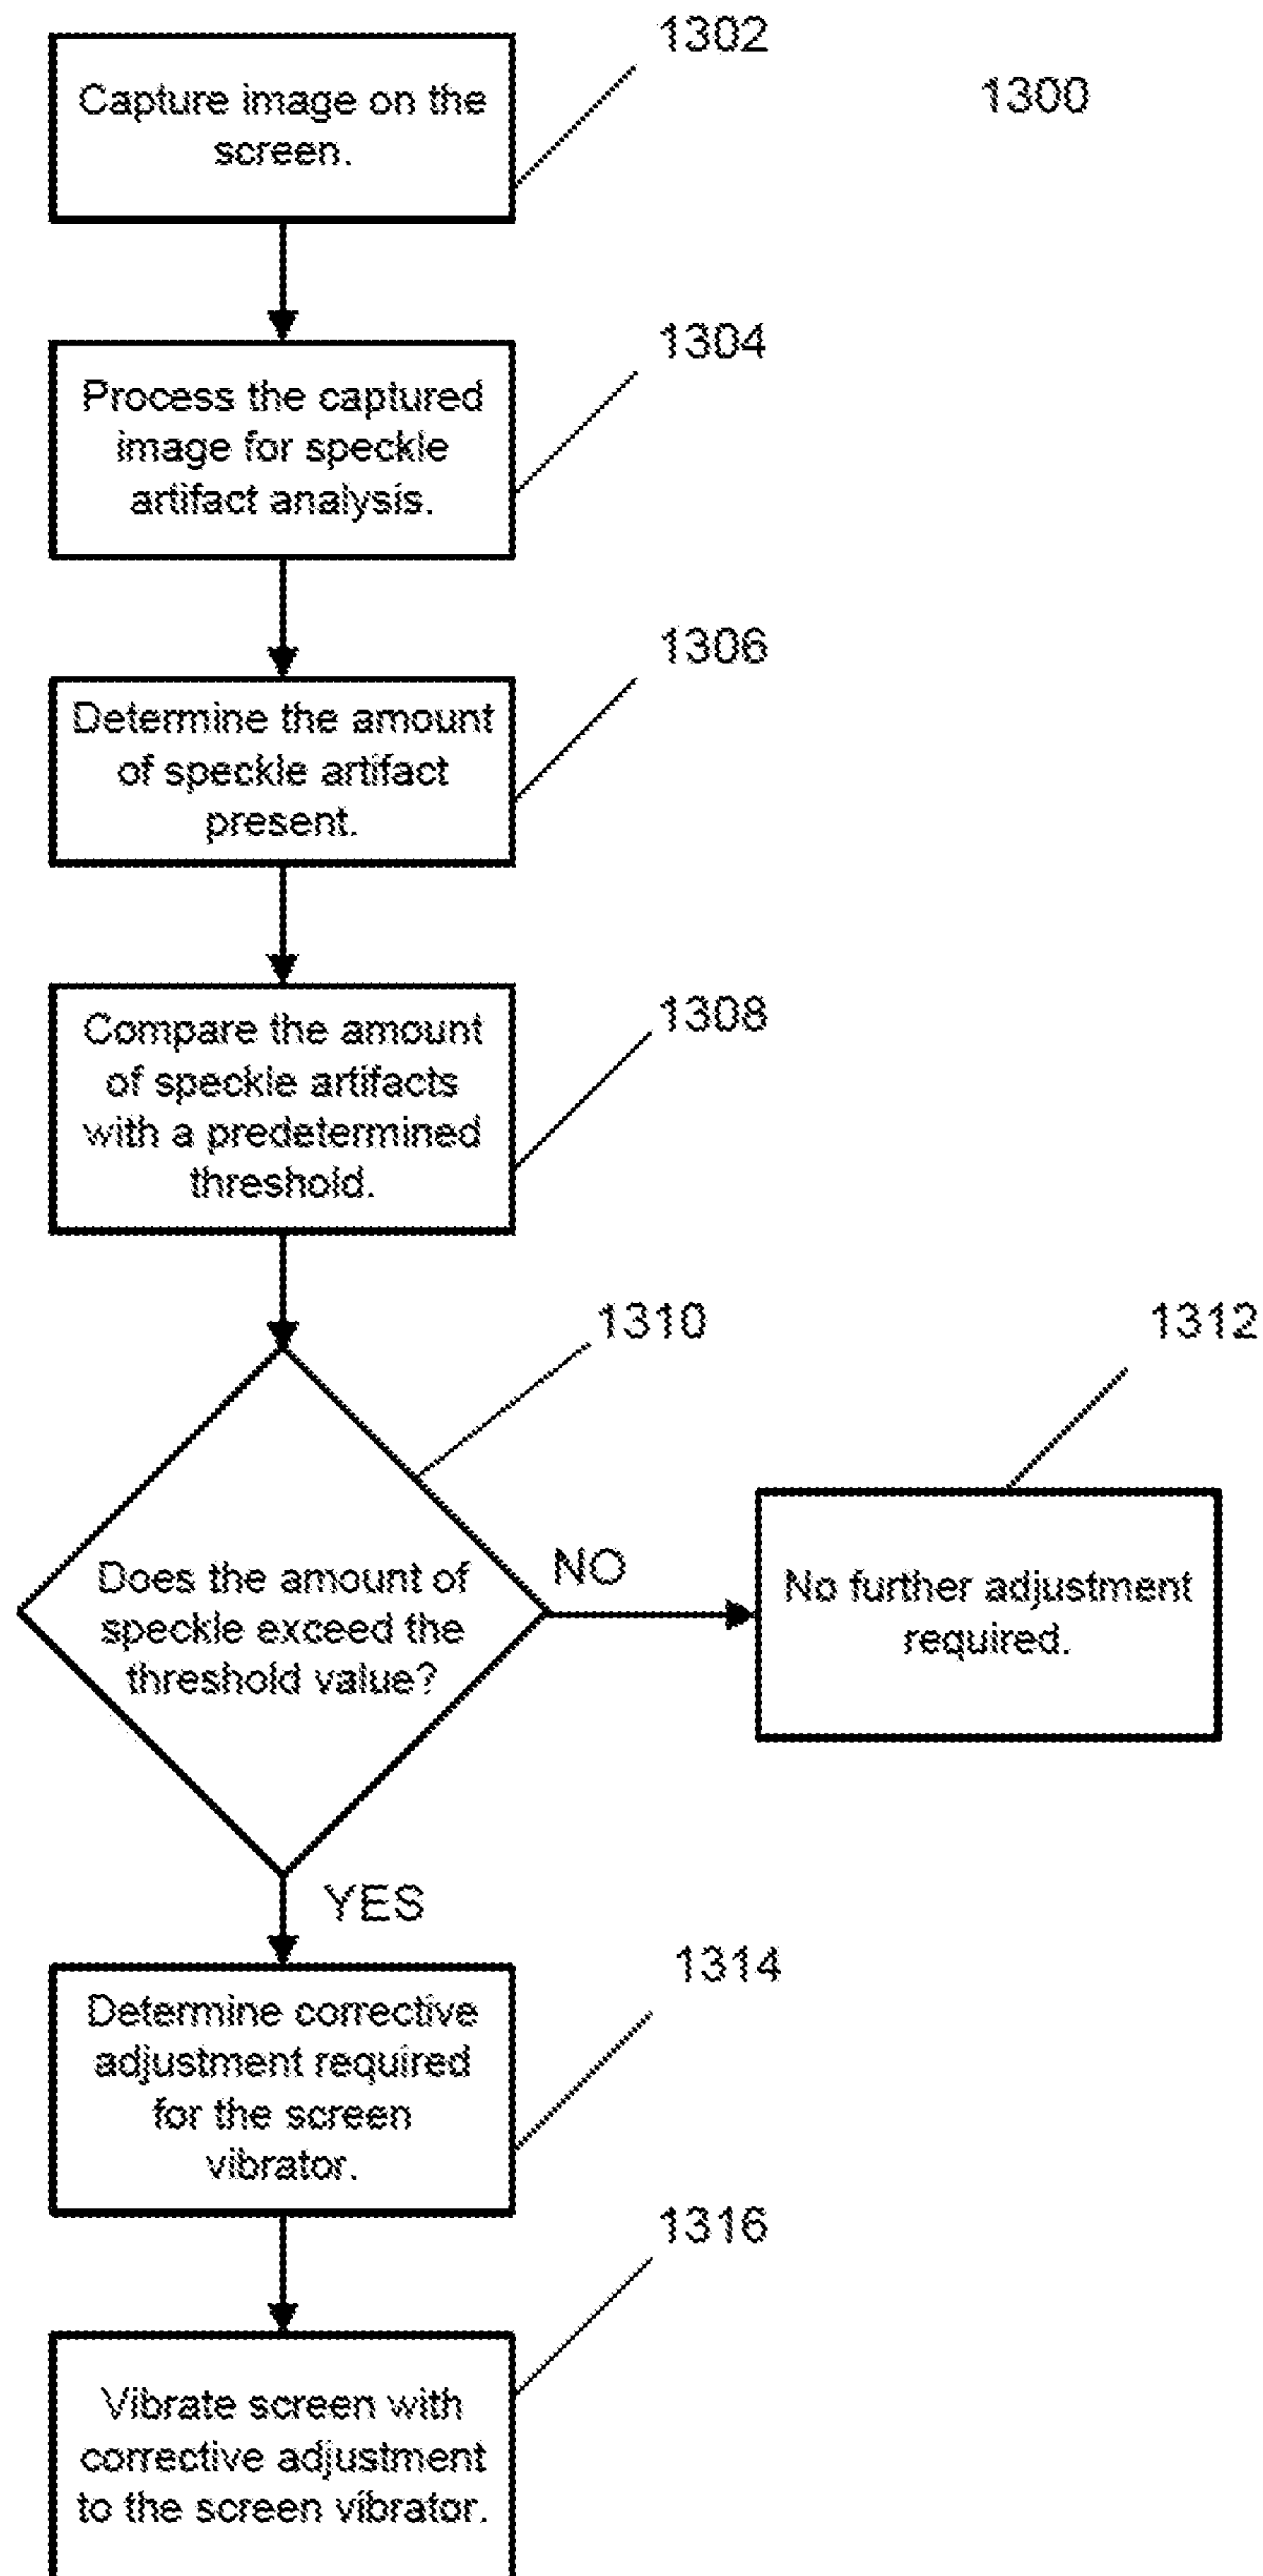 1302
1300
Capture image on the
screen.
1304
Process the captured
image for speckle
artifact analysis.
1306
Determine the amount
of speckle artifact
present.
1308
Compare the amount
of speckle artifacts
with a predetermined
threshold.
1310
1312
Does the amount of
speckle exceed the
threshold value?
NO
No further adjustment
required.
YES
1314
Determine corrective
adjustment required
for the screen
vibrator.
1316
Vibrate screen with
corrective adjustment
to the screen vibrator.